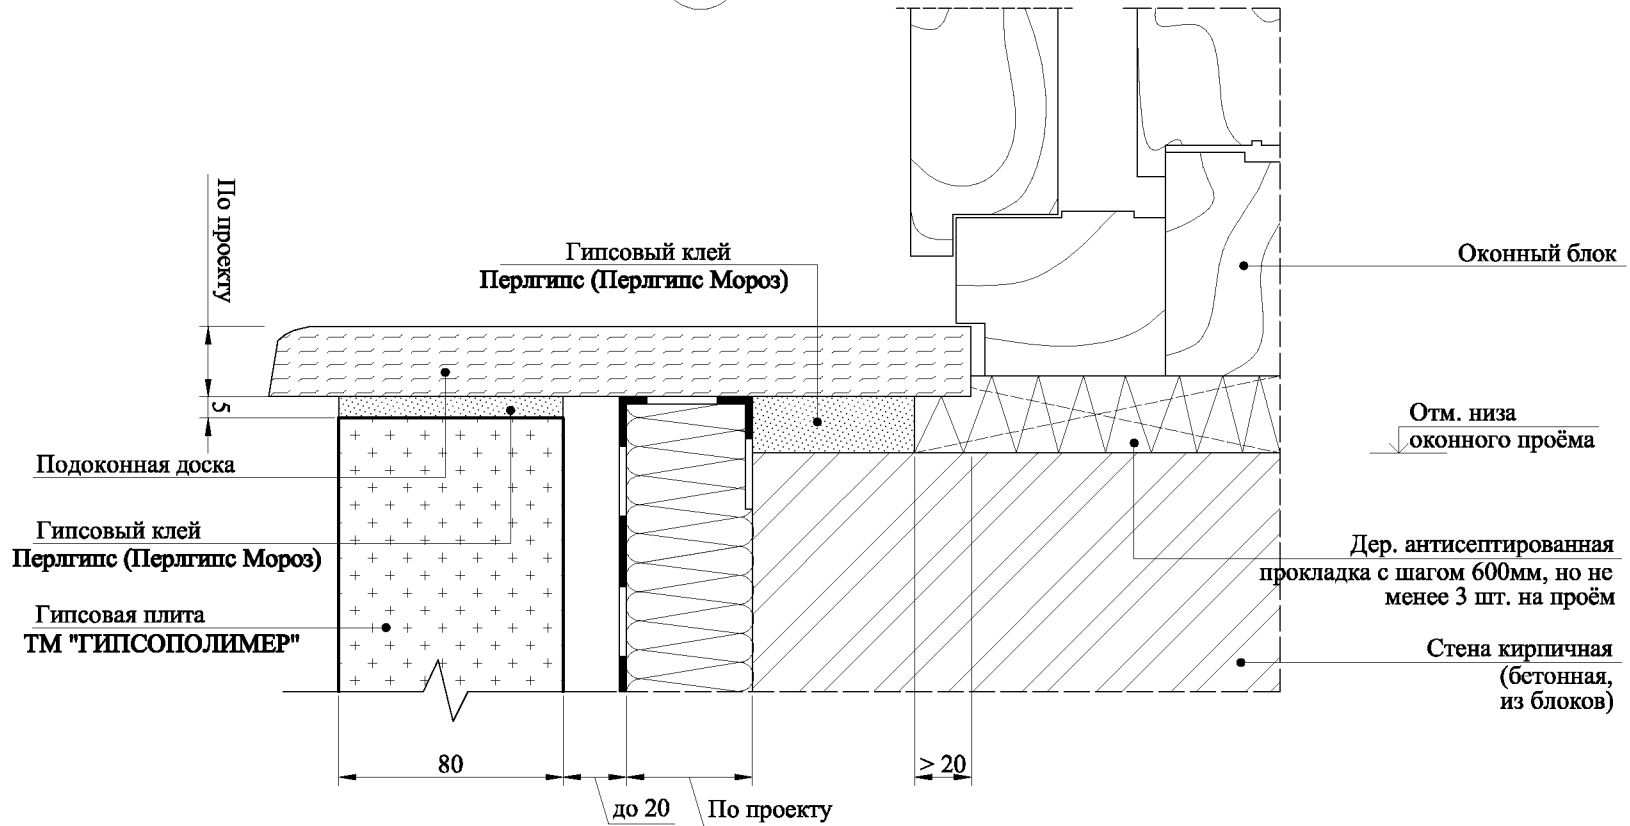 По проекту
Гипсовый клей
Перлгипс (Перлгипс Мороз)
Оконный блок
5
Отм. низа
оконного проёма
Подоконная доска
Гипсовый клей
Перлгипс (Перлгипс Мороз)
Дер. антисептированная
прокладка с шагом 600мм, но не
менее 3 шт. на проём
Гипсовая плита
ТМ "ГИПСОПОЛИМЕР"
Стена кирпичная
(бетонная,
из блоков)
80
> 20
до 20
По проекту